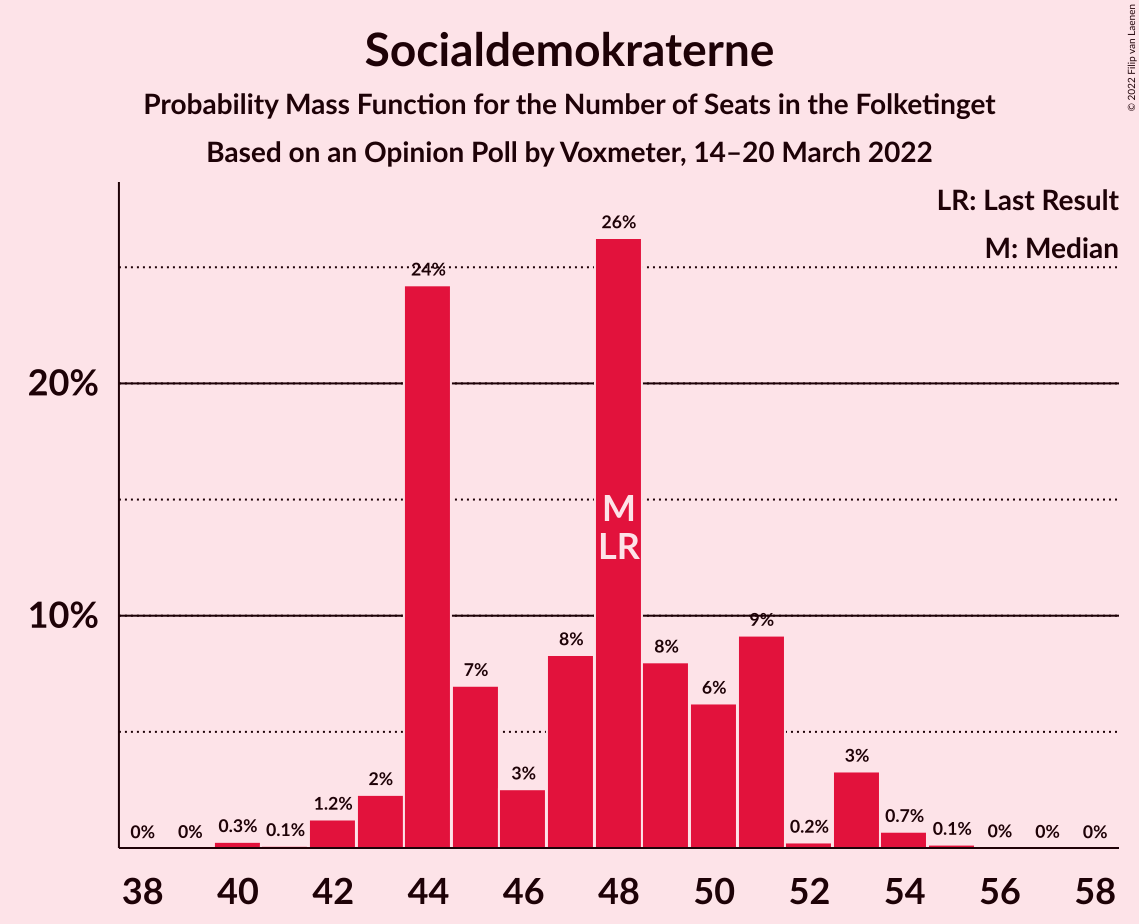 Socialdemokraterne
Probability Mass Function for the Number of Seats in the Folketinget
Based on an Opinion Poll by Voxmeter, 14–20 March 2022
© 2022 Filip van Laenen
LR: Last Result
M: Median
20%
10%
0%
0%
0.3%
0.1%
1.2%
2%
24%
7%
3%
8%
26%
8%
6%
9%
0.2%
3%
0.7%
0.1%
0%
0%
0%
M
LR
38 40 42 44 46 48 50 52 54 56 58